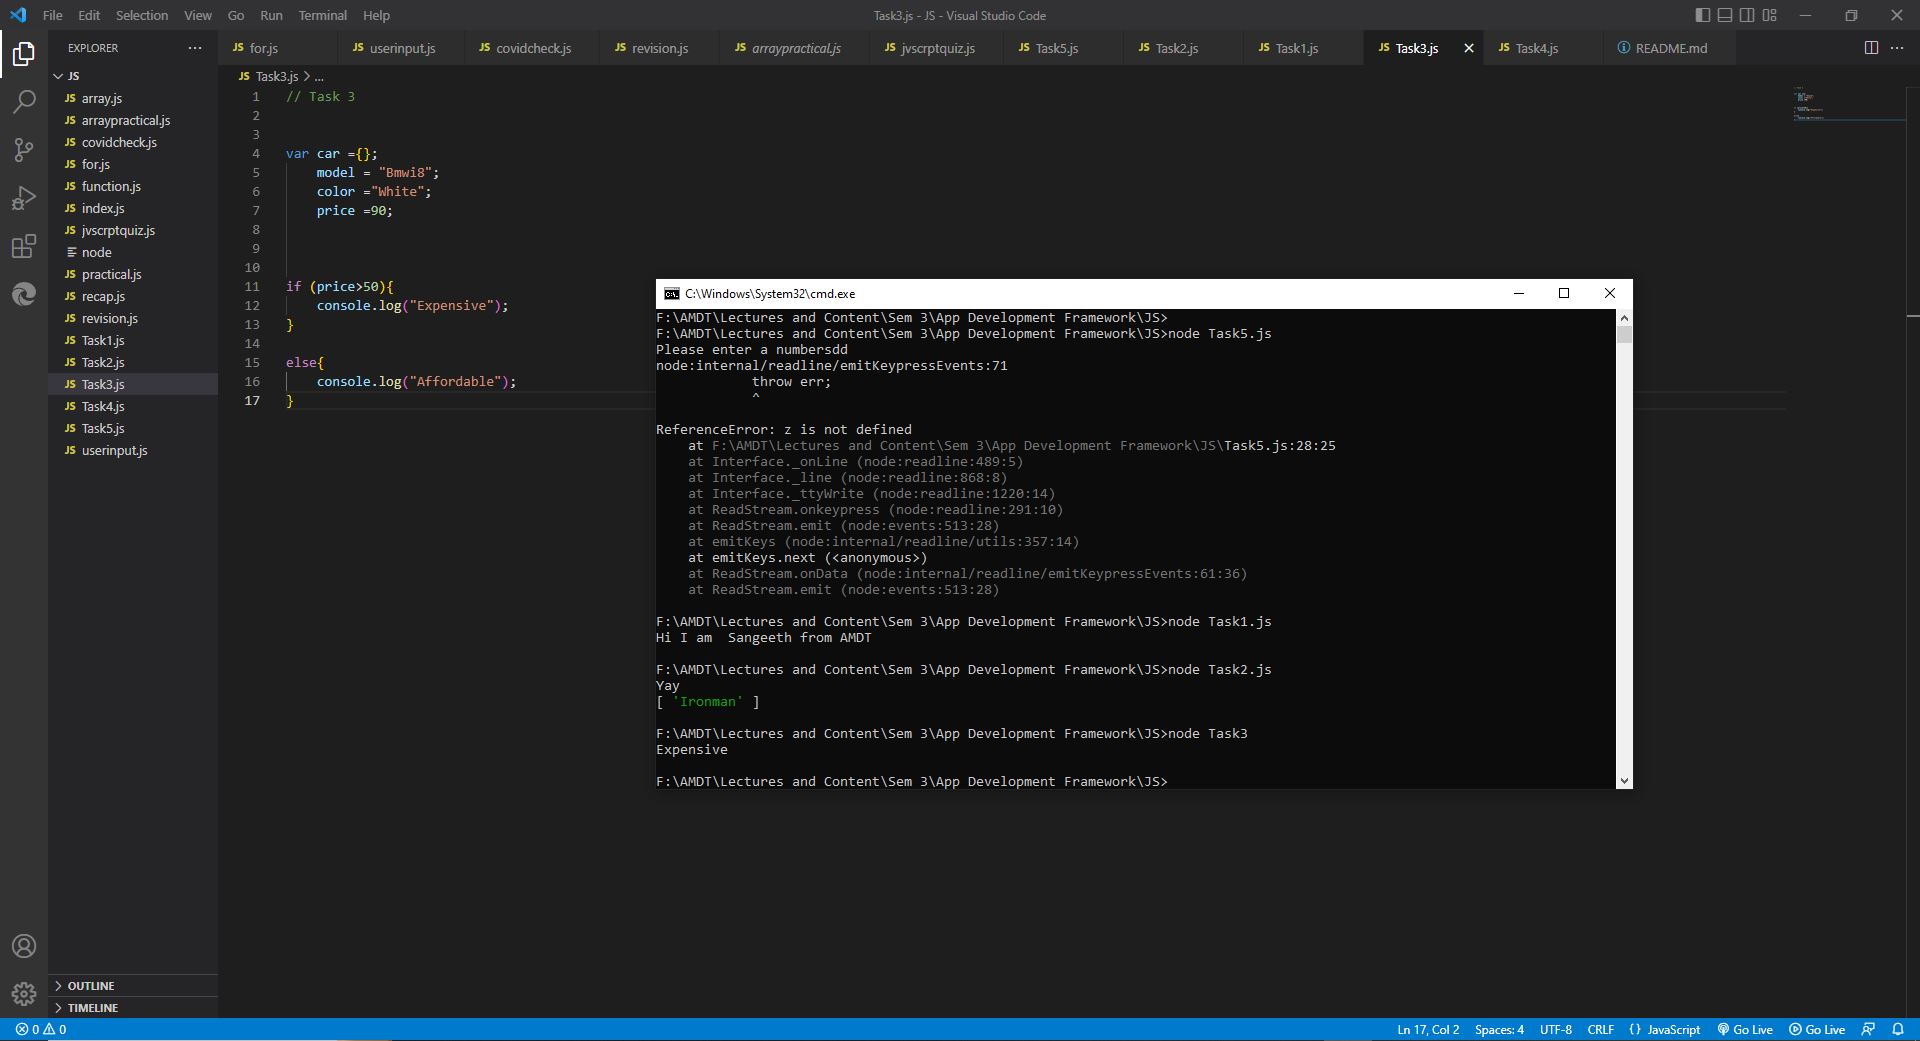 File Edit Selection View Go Run Terminal Help
Task3.js - JS - Visual Studio Code
EXPLORER
JS for.js
JS userinput.js
JS covidcheck.js
JS revision.js
JS arraypractical.js
JS jvscrptquiz.js
JS Task5.js
JS Task2.js
JS Task1.js
JS Task3.js
JS Task4.js
README.md
JS
JS array.js
JS arraypractical.js
JS covidcheck.js
JS for.js
JS function.js
JS index.js
JS jvscrptquiz.js
node
JS practical.js
JS recap.js
JS revision.js
JS Task1.js
JS Task2.js
JS Task3.js
JS Task4.js
JS Task5.js
JS userinput.js
OUTLINE
TIMELINE
JS Task3.js > ...
1 // Task 3
2
3
4 var car ={};
5 model = "Bmwi8";
6 color ="White";
7 price =90;
8
9
10
11 if (price>50){
12 console.log("Expensive");
13 }
14
15 else{
16 console.log("Affordable");
17 }
C:\Windows\System32\cmd.exe
F:\AMDT\Lectures and Content\Sem 3\App Development Framework\JS>
F:\AMDT\Lectures and Content\Sem 3\App Development Framework\JS>node Task5.js
Please enter a numbersdd
node:internal/readline/emitKeypressEvents:71
throw err;
^
ReferenceError: z is not defined
at F:\AMDT\Lectures and Content\Sem 3\App Development Framework\JS\Task5.js:28:25
at Interface._onLine (node:readline:489:5)
at Interface._line (node:readline:868:8)
at Interface._ttyWrite (node:readline:1220:14)
at ReadStream.onkeypress (node:readline:291:10)
at ReadStream.emit (node:events:513:28)
at emitKeys (node:internal/readline/utils:357:14)
at emitKeys.next (<anonymous>)
at ReadStream.onData (node:internal/readline/emitKeypressEvents:61:36)
at ReadStream.emit (node:events:513:28)
F:\AMDT\Lectures and Content\Sem 3\App Development Framework\JS>node Task1.js
Hi I am  Sangeeth from AMDT
F:\AMDT\Lectures and Content\Sem 3\App Development Framework\JS>node Task2.js
Yay
[ 'Ironman' ]
F:\AMDT\Lectures and Content\Sem 3\App Development Framework\JS>node Task3
Expensive
F:\AMDT\Lectures and Content\Sem 3\App Development Framework\JS>
0 0
Ln 17, Col 2 Spaces: 4 UTF-8 CRLF {} JavaScript Go Live Go Live